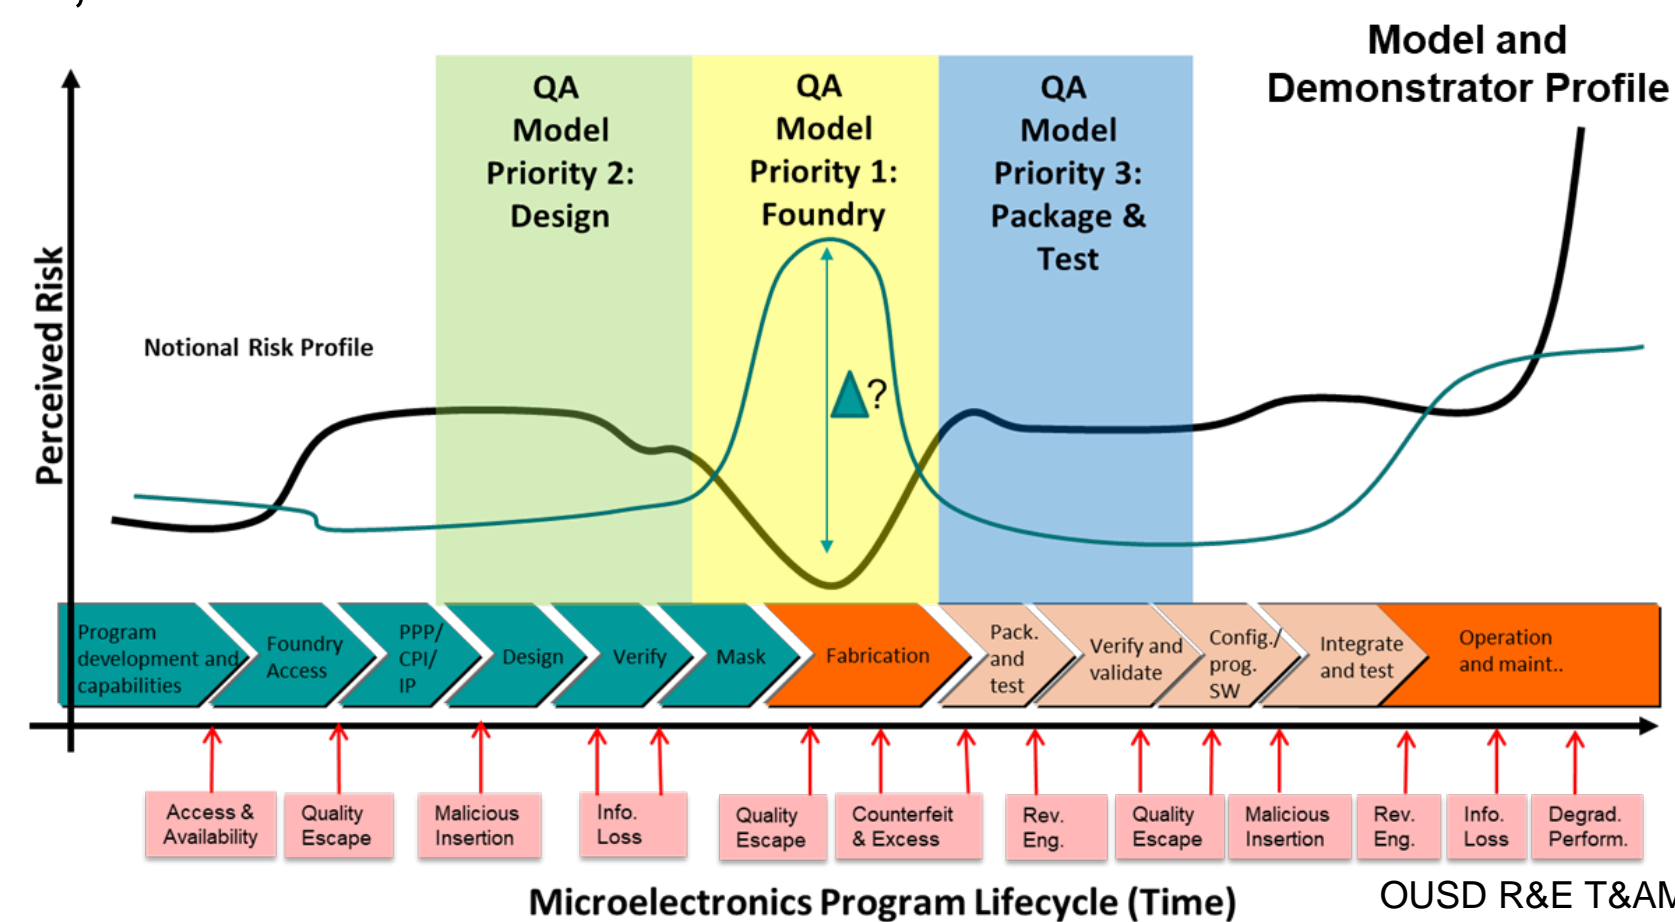 Model and
Demonstrator Profile
QA
Model
Priority 2:
Design
QA
Model
Priority 1:
Foundry
QA
Model
Priority 3:
Package &
Test
Perceived Risk
Notional Risk Profile
?
Program
development and
capabilities
Foundry
Access
PPP/
CPI/
IP
Design
Verify
Mask
Fabrication
Pack.
and
test
Verify and
validate
Config./
prog.
SW
Integrate
and test
Operation
and maint..
Access &
Availability
Quality
Escape
Malicious
Insertion
Info.
Loss
Quality
Escape
Counterfeit
& Excess
Rev.
Eng.
Quality
Escape
Malicious
Insertion
Rev.
Eng.
Info.
Loss
Degrad.
Perform.
Microelectronics Program Lifecycle (Time)
OUSD R&E T&AM